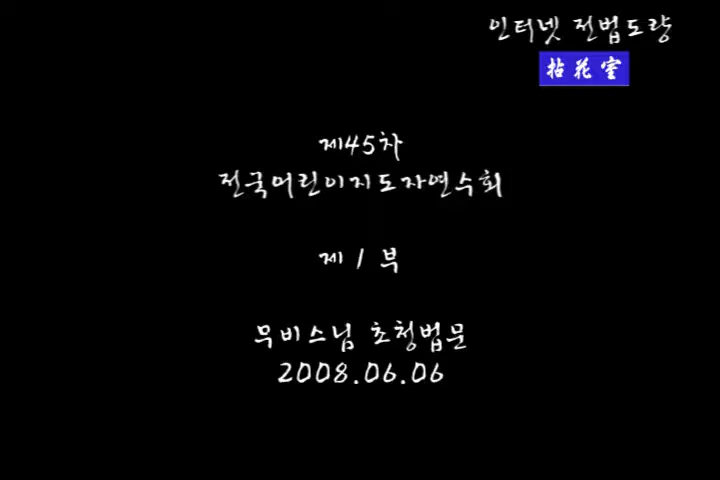 인터넷 전법도량
拈花室
제45차
전국어린이지도자연수회
제 1 부
무비스님 초청법문
2008.06.06